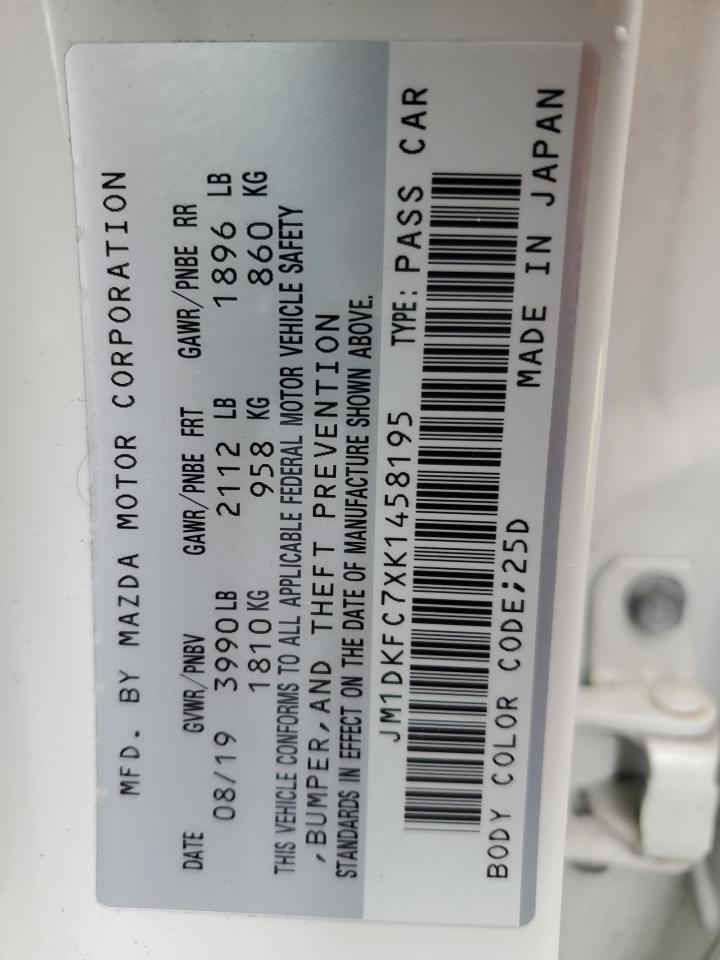 MFD. BY MAZDA MOTOR CORPORATION
DATE GVWR/PNBV GAWR/PNBE FRT GAWR/PNBE RR
08/19 3990LB 2112 LB 1896 LB
1810KG 958 KG 860 KG
THIS VEHICLE CONFORMS TO ALL APPLICABLE FEDERAL MOTOR VEHICLE SAFETY
,BUMPER,AND THEFT PREVENTION
STANDARDS IN EFFECT ON THE DATE OF MANUFACTURE SHOWN ABOVE.
JM1DKFC7XK1458195 TYPE: PASS CAR
BODY COLOR CODE;25D MADE IN JAPAN